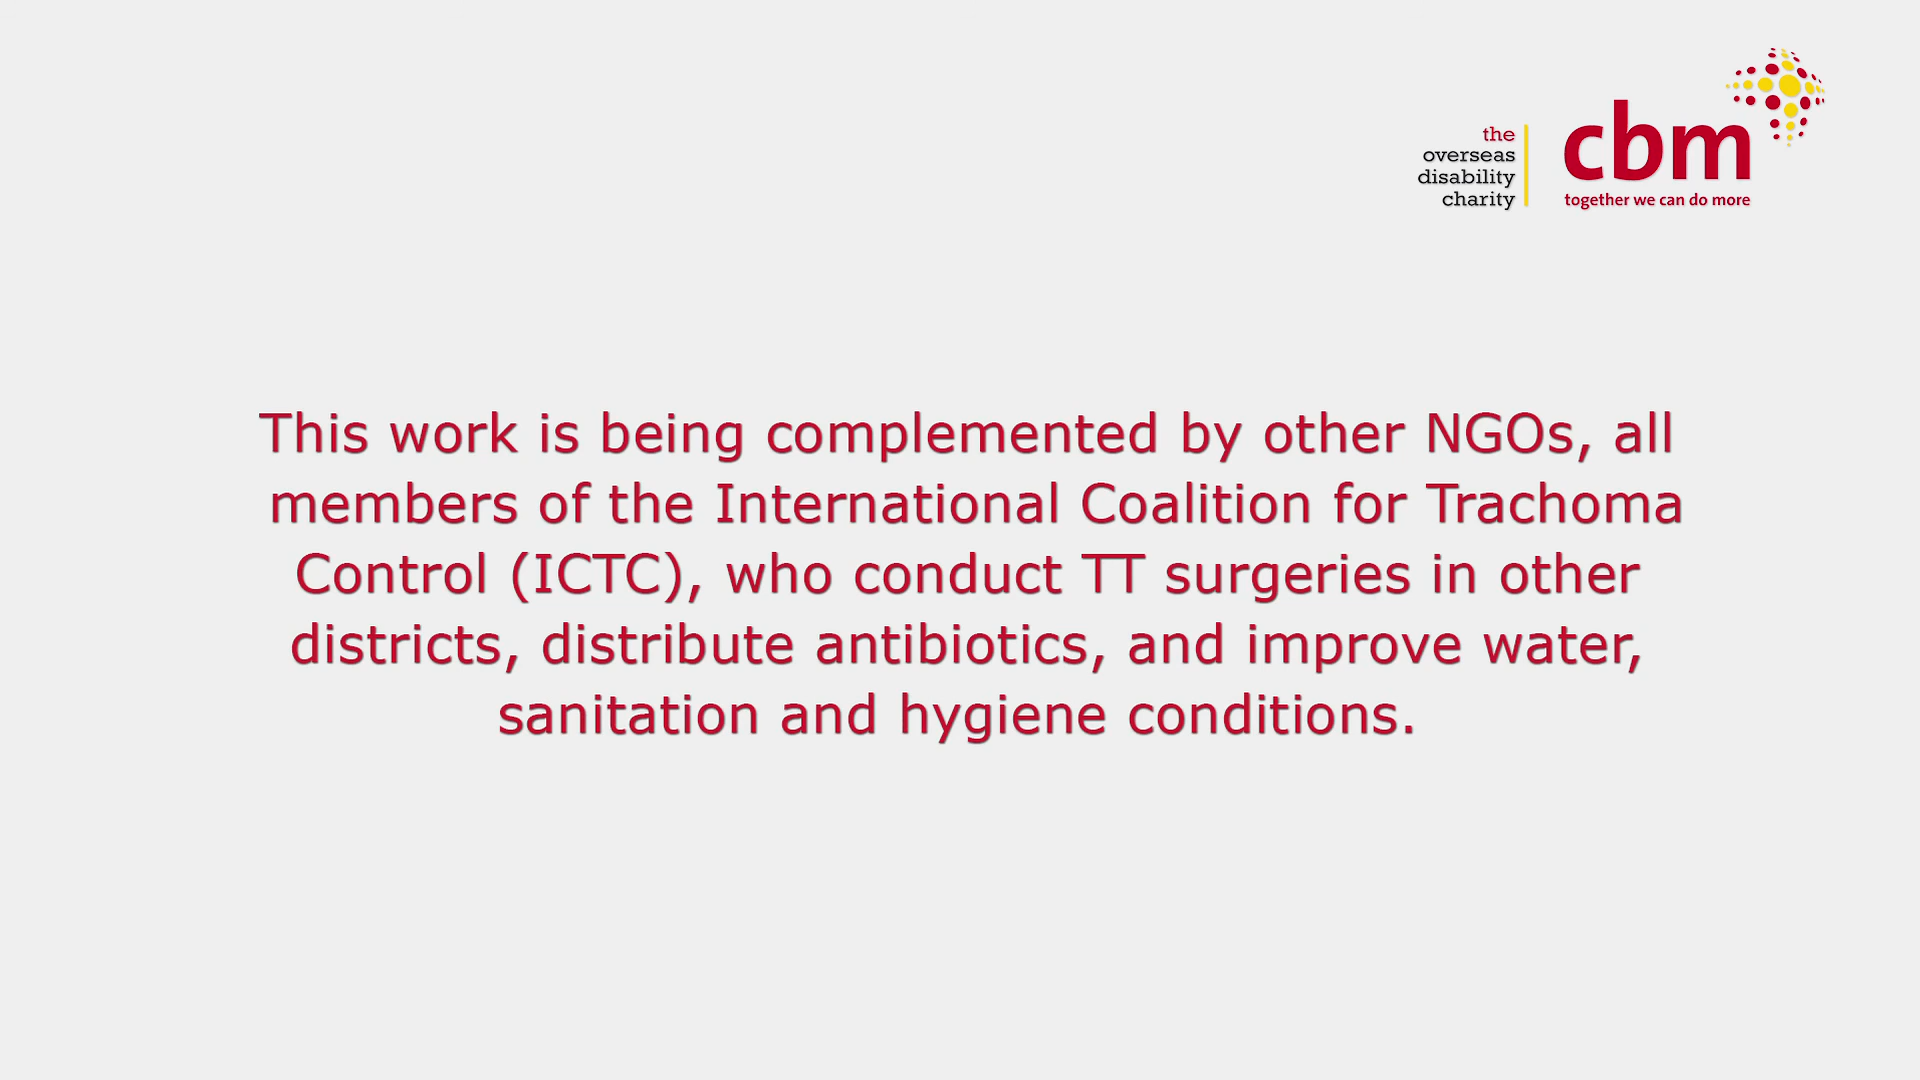 the
overseas
disability
charity
cbm
together we can do more
This work is being complemented by other NGOs, all
members of the International Coalition for Trachoma
Control (ICTC), who conduct TT surgeries in other
districts, distribute antibiotics, and improve water,
sanitation and hygiene conditions.